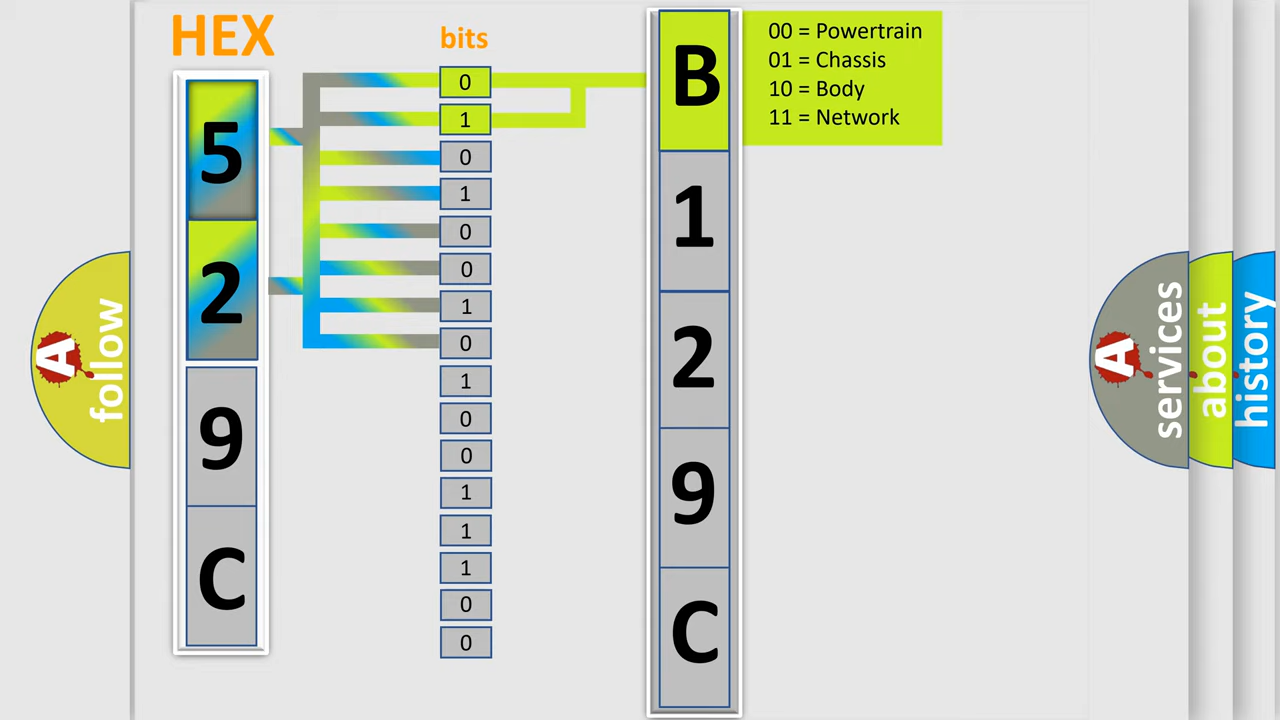 HEX
5
2
9
C
bits
0
1
0
1
0
0
1
0
1
0
0
1
1
1
0
0
B
1
2
9
C
00 = Powertrain
01 = Chassis
10 = Body
11 = Network
A
follow
A
services
about
history